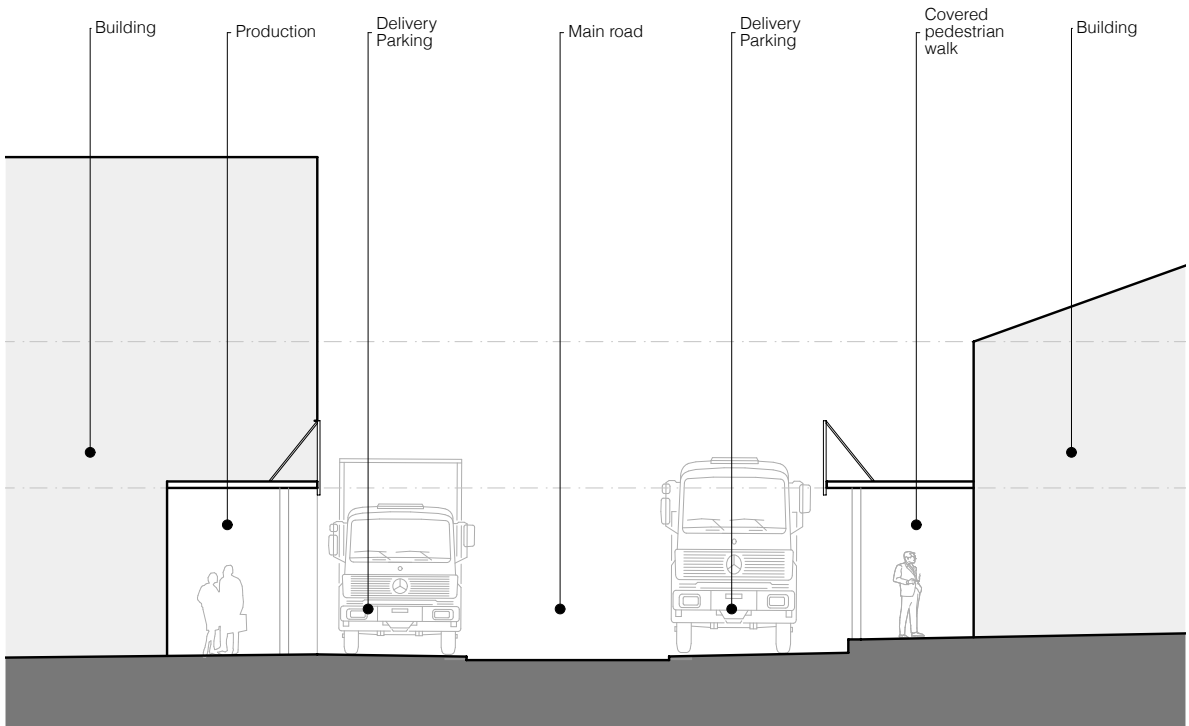 Building
Production
Delivery
Parking
Main road
Delivery
Parking
Covered
pedestrian
walk
Building